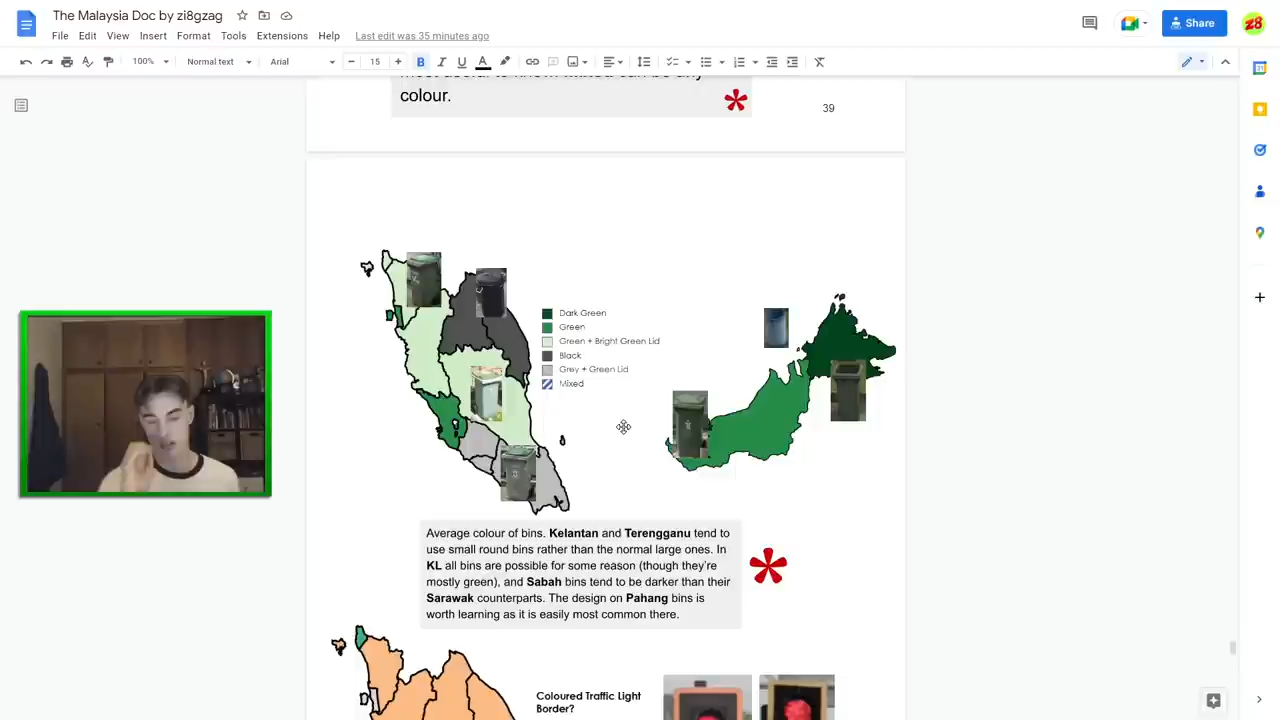 The Malaysia Doc by zi8gzag
File Edit View Insert Format Tools Extensions Help Last edit was 35 minutes ago
Share
Z8
100% Normal text Arial 15 B I U A
colour.
39
Dark Green
Green
Green + Bright Green Lid
Black
Grey + Green Lid
Mixed
Average colour of bins. Kelantan and Terengganu tend to
use small round bins rather than the normal large ones. In
KL all bins are possible for some reason (though they're
mostly green), and Sabah bins tend to be darker than their
Sarawak counterparts. The design on Pahang bins is
worth learning as it is easily most common there.
Coloured Traffic Light
Border?